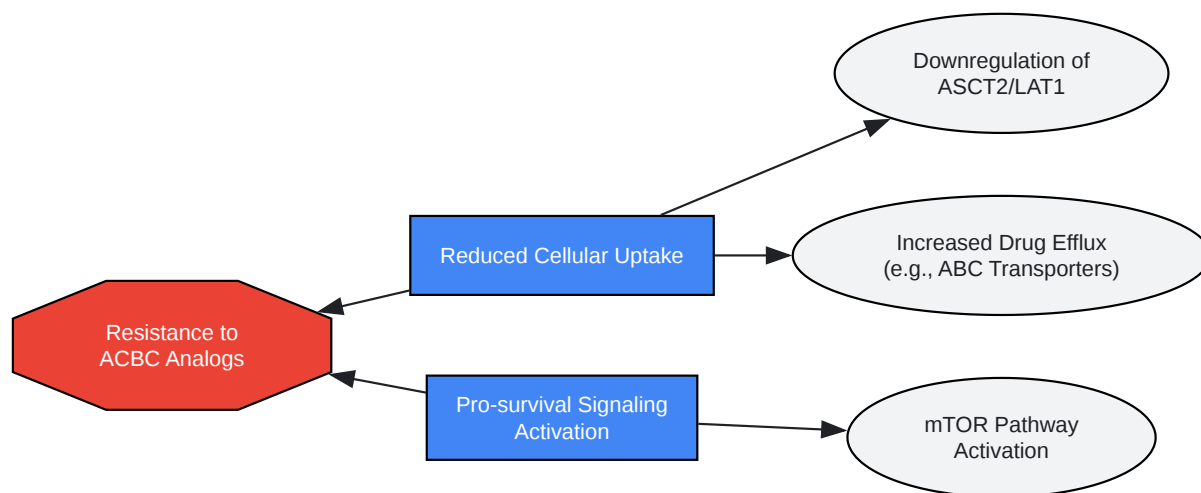 Downregulation of
ASCT2/LAT1
Reduced Cellular Uptake
Increased Drug Efflux
(e.g., ABC Transporters)
Resistance to
ACBC Analogs
Pro-survival Signaling
Activation
mTOR Pathway
Activation